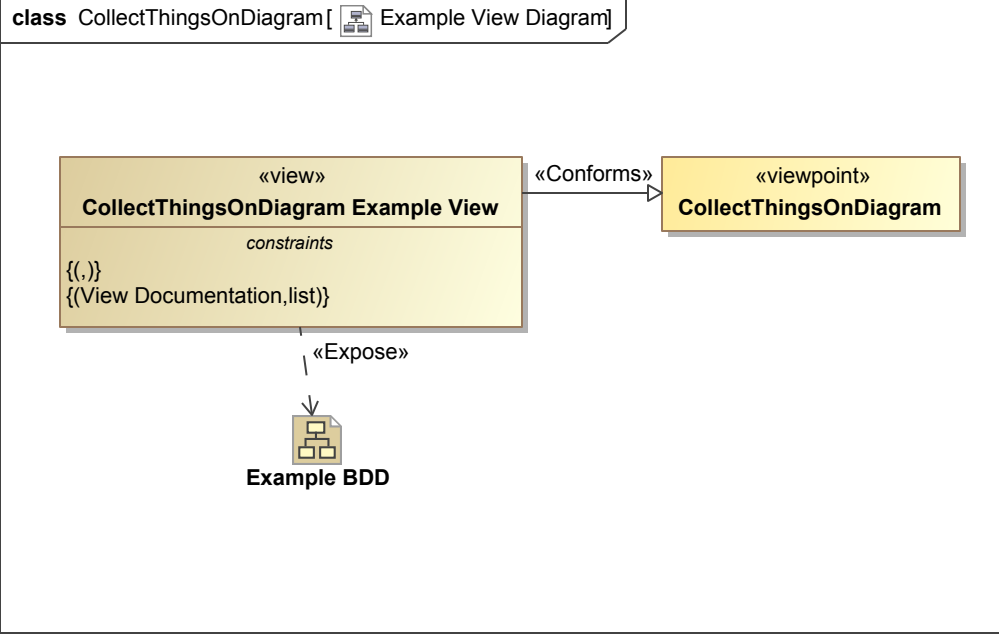 class CollectThingsOnDiagram[ Example View Diagram]
«view»
CollectThingsOnDiagram Example View
constraints
{(,)}
{(View Documentation,list)}
«Conforms»
«viewpoint»
CollectThingsOnDiagram
«Expose»
Example BDD